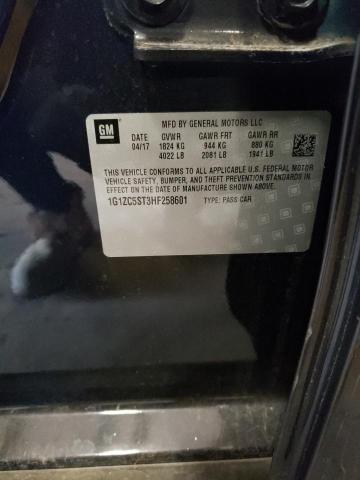 GM
MFD BY GENERAL MOTORS LLC
DATE GVWR GAWR FRT GAWR RR
04/17 1824 KG 944 KG 880 KG
4022 LB 2081 LB 1941 LB
THIS VEHICLE CONFORMS TO ALL APPLICABLE U.S. FEDERAL MOTOR
VEHICLE SAFETY, BUMPER, AND THEFT PREVENTION STANDARDS
IN EFFECT ON THE DATE OF MANUFACTURE SHOWN ABOVE.
1G1ZC5ST3HF258601 TYPE: PASS CAR